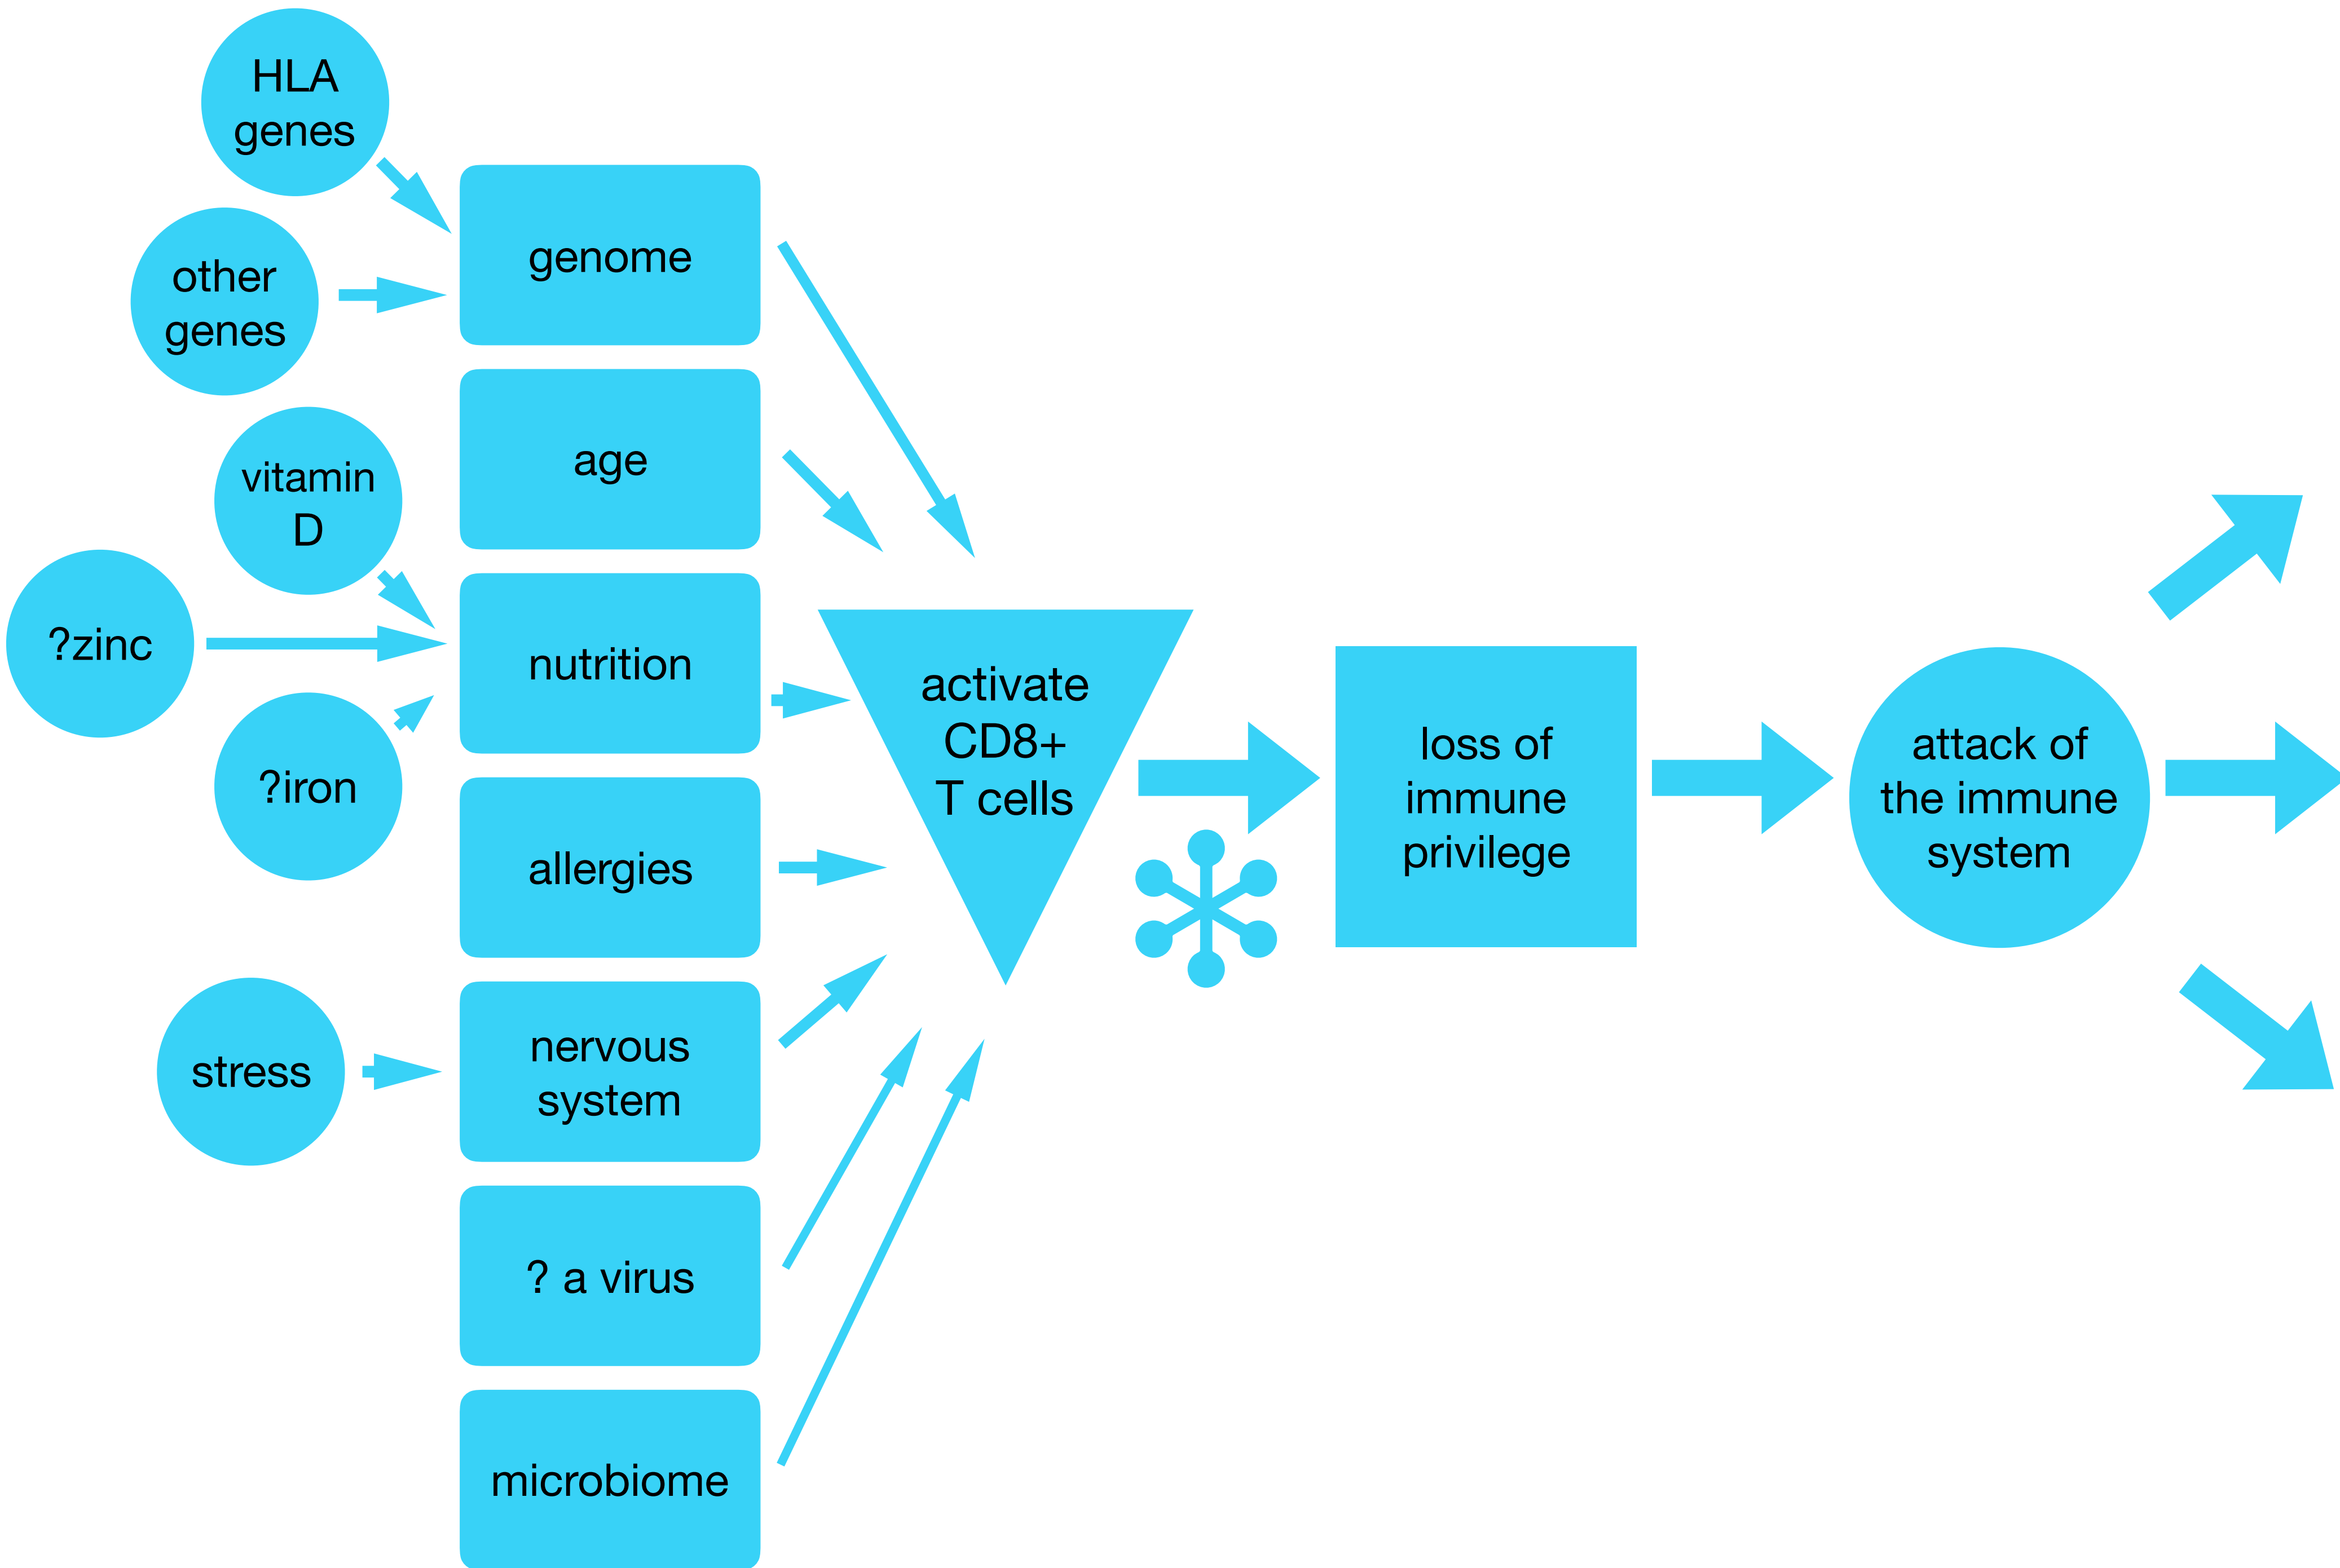 HLA
genes
other
genes
vitamin
D
?zinc
?iron
stress
genome
age
nutrition
allergies
nervous
system
? a virus
microbiome
activate
CD8+
T cells
loss of
immune
privilege
attack of
the immune
system